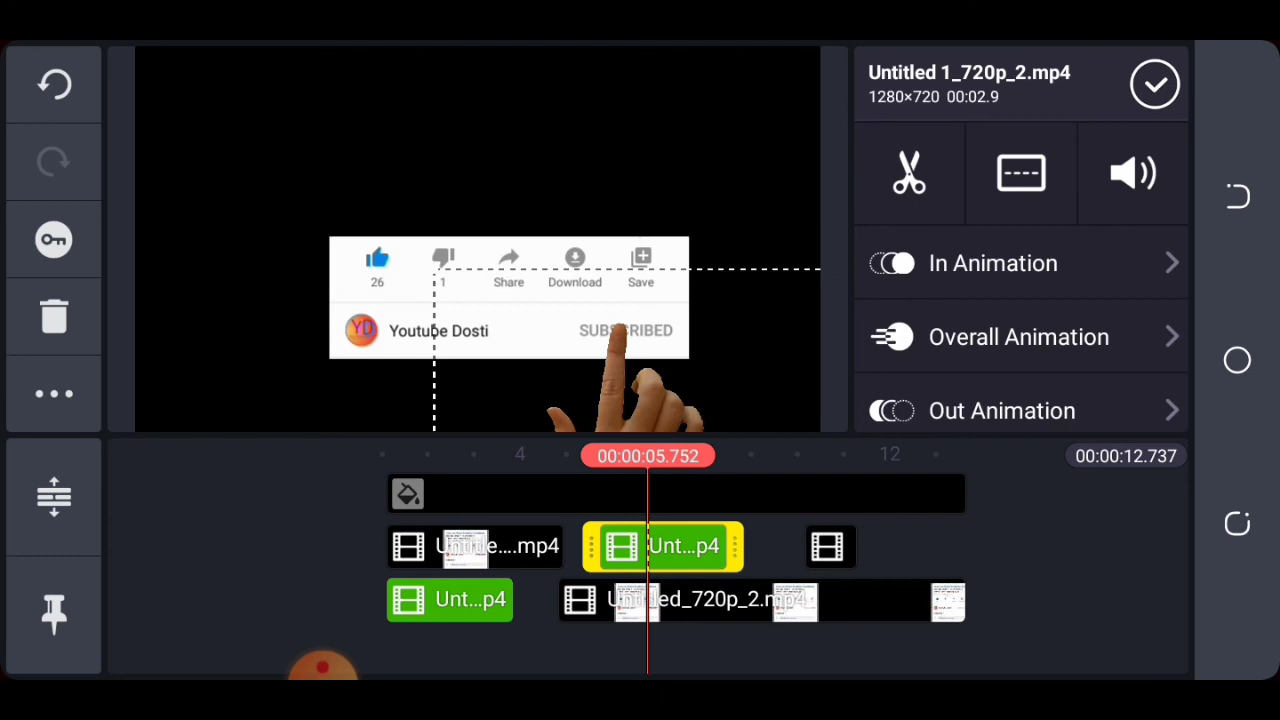 Untitled 1_720p_2.mp4
1280×720 00:02.9
26
1
Share
Download
Save
YD
Youtube Dosti
SUBSCRIBED
In Animation
Overall Animation
Out Animation
4
00:00:05.752
12
00:00:12.737
Untitle....mp4
Unt...p4
Unt...p4
Untitled_720p_2.mp4